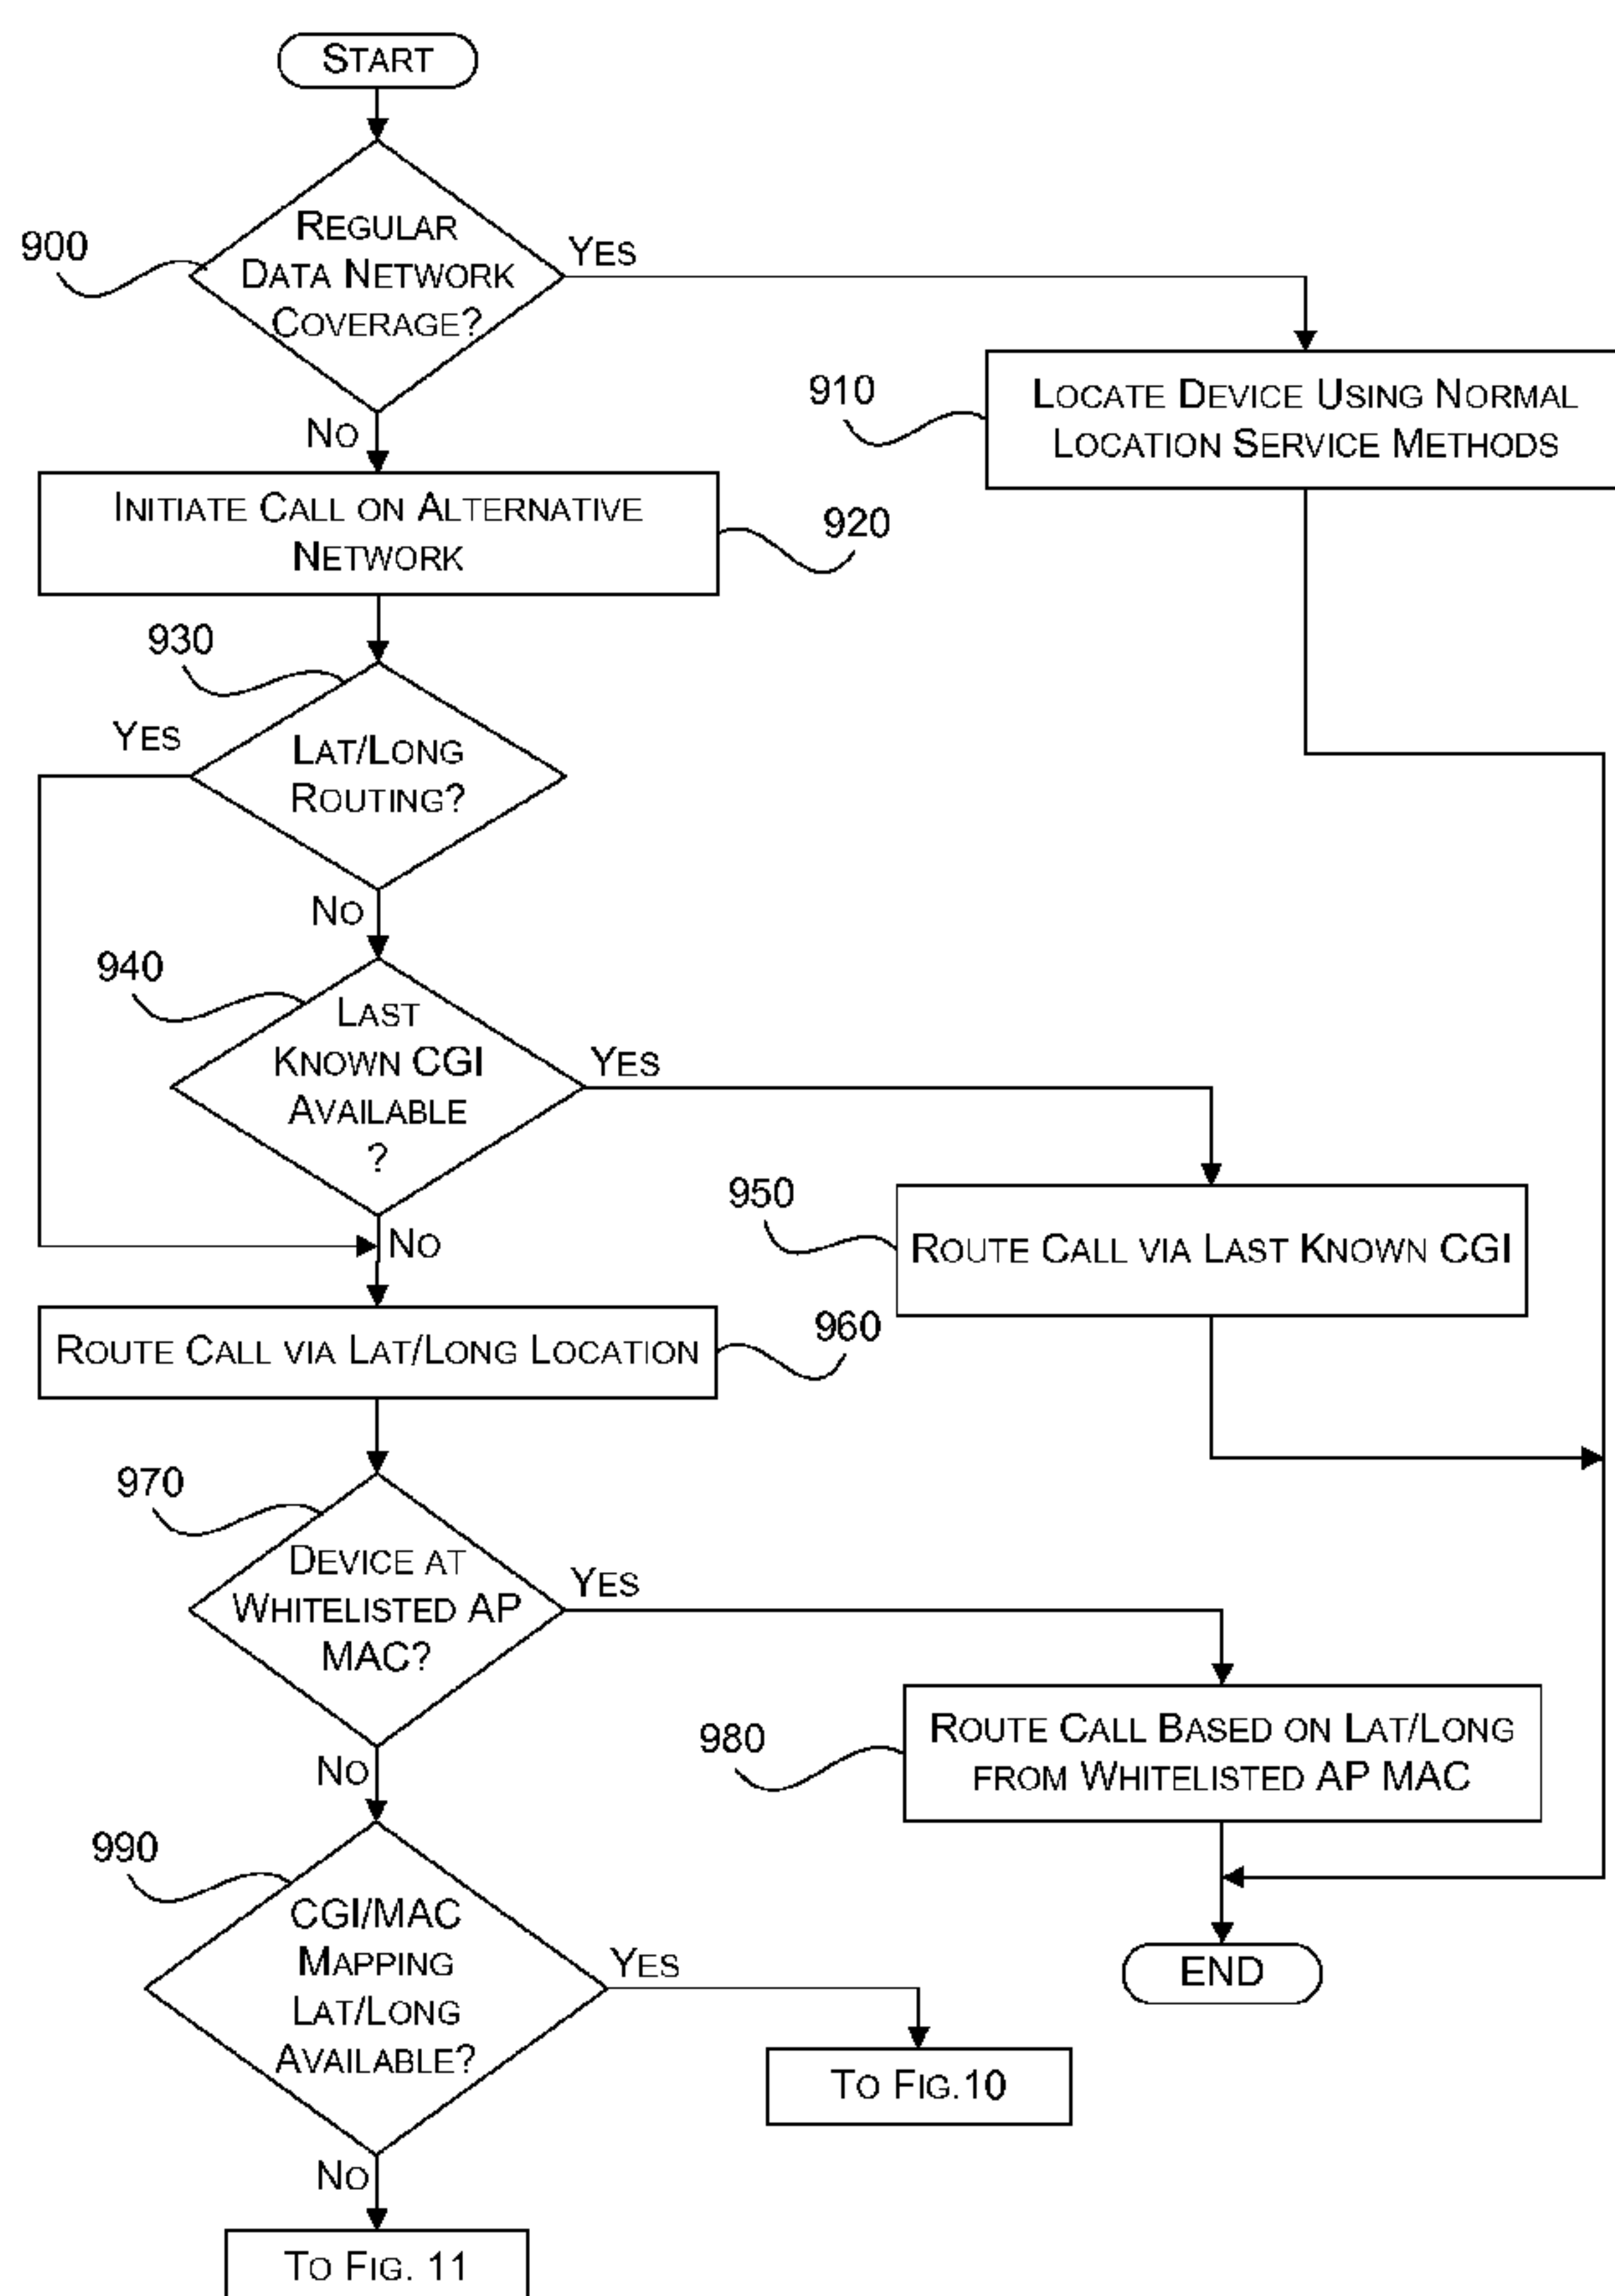 START
900
REGULAR
DATA NETWORK
COVERAGE?
YES
NO
910
LOCATE DEVICE USING NORMAL
LOCATION SERVICE METHODS
INITIATE CALL ON ALTERNATIVE
NETWORK
920
930
YES
LAT/LONG
ROUTING?
NO
940
LAST
KNOWN CGI
AVAILABLE
?
YES
NO
950
ROUTE CALL VIA LAST KNOWN CGI
ROUTE CALL VIA LAT/LONG LOCATION
960
970
DEVICE AT
WHITELISTED AP
MAC?
YES
NO
980
ROUTE CALL BASED ON LAT/LONG
FROM WHITELISTED AP MAC
990
CGI/MAC
MAPPING
LAT/LONG
AVAILABLE?
YES
NO
END
TO FIG.10
TO FIG. 11